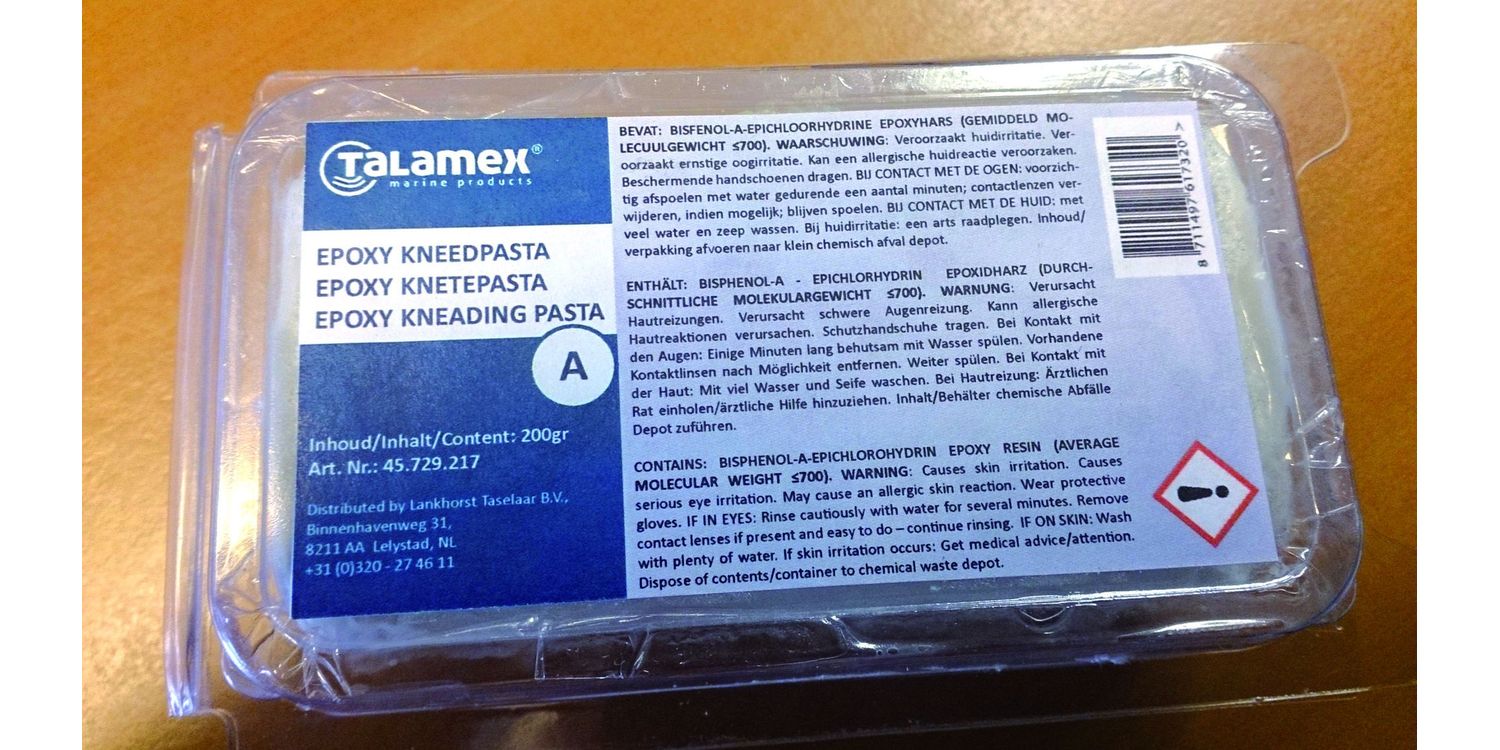 TALAMEX®
marine products
EPOXY KNEEDPASTA
EPOXY KNETEPASTA
EPOXY KNEADING PASTA
A
Inhoud/Inhalt/Content: 200gr
Art. Nr.: 45.729.217
Distributed by Lankhorst Taselaar B.V.,
Binnenhavenweg 31,
8211 AA Lelystad, NL
+31 (0)320 - 27 46 11
BEVAT: BISFENOL-A-EPICHLOORHYDRINE EPOXYHARS (GEMIDDELD MO-
LECUULGEWICHT ≤700). WAARSCHUWING: Veroorzaakt huidirritatie. Ver-
oorzaakt ernstige oogirritatie. Kan een allergische huidreactie veroorzaken.
Beschermende handschoenen dragen. BIJ CONTACT MET DE OGEN: voorzich-
tig afspoelen met water gedurende een aantal minuten; contactlenzen ver-
wijderen, indien mogelijk; blijven spoelen. BIJ CONTACT MET DE HUID: met
veel water en zeep wassen. Bij huidirritatie: een arts raadplegen. Inhoud/
verpakking afvoeren naar klein chemisch afval depot.
ENTHÄLT: BISPHENOL-A - EPICHLORHYDRIN EPOXIDHARZ (DURCH-
SCHNITTLICHE MOLEKULARGEWICHT ≤700). WARNUNG: Verursacht
Hautreizungen. Verursacht schwere Augenreizung. Kann allergische
Hautreaktionen verursachen. Schutzhandschuhe tragen. Bei Kontakt mit
den Augen: Einige Minuten lang behutsam mit Wasser spülen. Vorhandene
Kontaktlinsen nach Möglichkeit entfernen. Weiter spülen. Bei Kontakt mit
der Haut: Mit viel Wasser und Seife waschen. Bei Hautreizung: Ärztlichen
Rat einholen/ärztliche Hilfe hinzuziehen. Inhalt/Behälter chemische Abfälle
Depot zuführen.
CONTAINS: BISPHENOL-A-EPICHLOROHYDRIN EPOXY RESIN (AVERAGE
MOLECULAR WEIGHT ≤700). WARNING: Causes skin irritation. Causes
serious eye irritation. May cause an allergic skin reaction. Wear protective
gloves. IF IN EYES: Rinse cautiously with water for several minutes. Remove
contact lenses if present and easy to do – continue rinsing. IF ON SKIN: Wash
with plenty of water. If skin irritation occurs: Get medical advice/attention.
Dispose of contents/container to chemical waste depot.
8 711497 617320 >